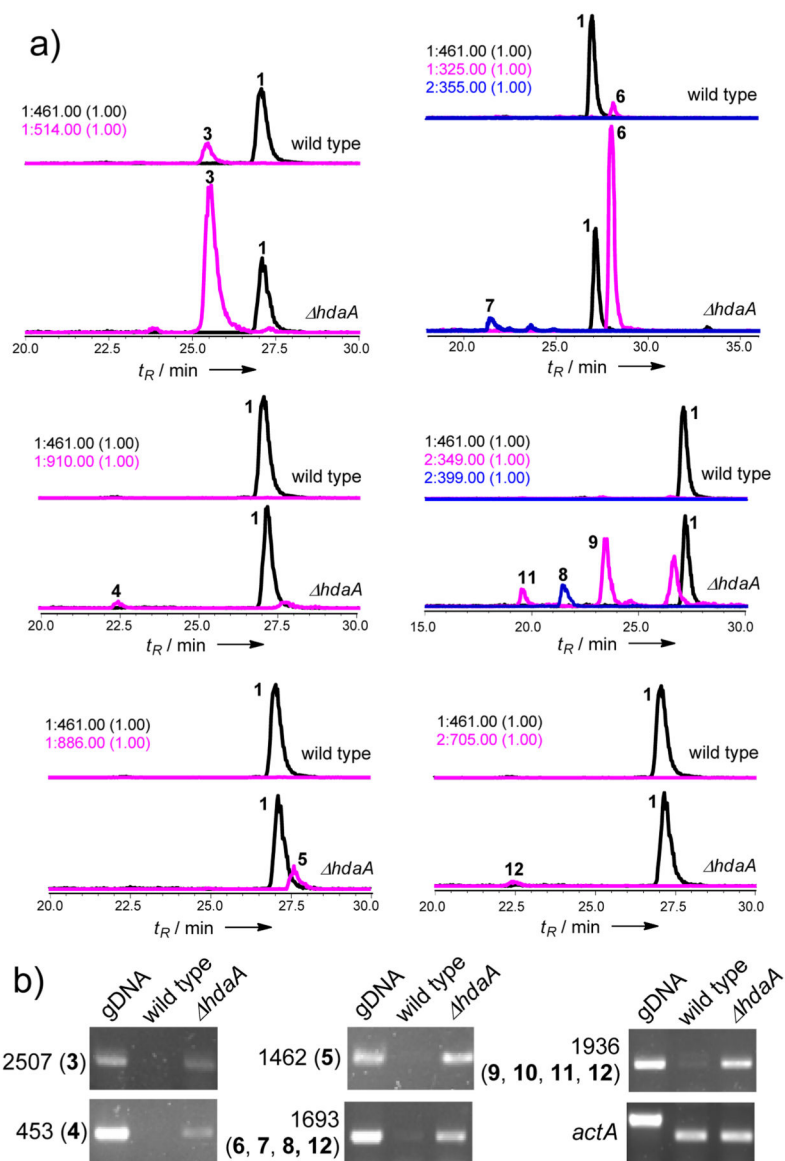 a)
1:461.00 (1.00)
1:514.00 (1.00)
wild type
3
1
3
1
ΔhdaA
20.0 22.5 25.0 27.5 30.0
tR / min
1:461.00 (1.00)
1:325.00 (1.00)
2:355.00 (1.00)
wild type
1
6
6
1
7
ΔhdaA
20.0 25.0 30.0 35.0
tR / min
1:461.00 (1.00)
1:910.00 (1.00)
wild type
1
1
4
ΔhdaA
20.0 22.5 25.0 27.5 30.0
tR / min
1:461.00 (1.00)
2:349.00 (1.00)
2:399.00 (1.00)
wild type
1
1
9
11 8
ΔhdaA
15.0 20.0 25.0 30.0
tR / min
1:461.00 (1.00)
1:886.00 (1.00)
wild type
1
1
5
ΔhdaA
20.0 22.5 25.0 27.5 30.0
tR / min
1:461.00 (1.00)
2:705.00 (1.00)
wild type
1
1
12
ΔhdaA
20.0 22.5 25.0 27.5 30.0
tR / min
b)
gDNA wild type ΔhdaA
2507 (3)
453 (4)
gDNA wild type ΔhdaA
1462 (5)
1693
(6, 7, 8, 12)
gDNA wild type ΔhdaA
1936
(9, 10, 11, 12)
actA